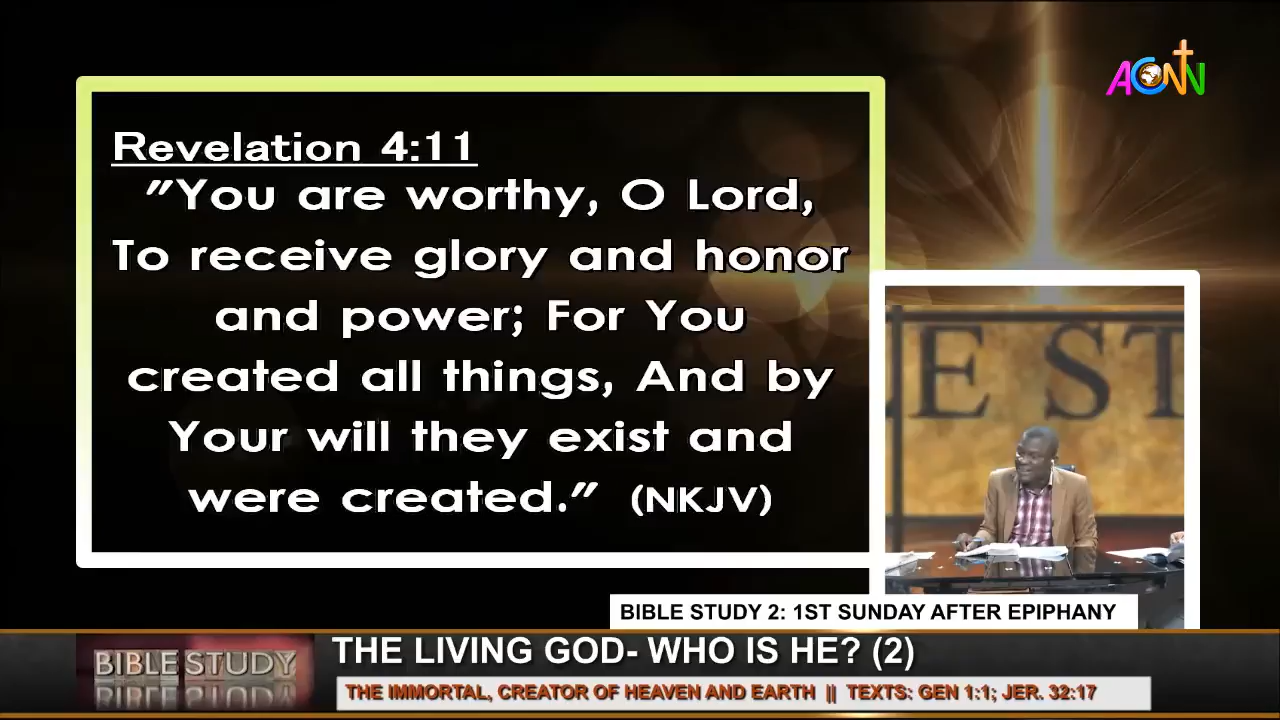 ACNN
Revelation 4:11
"You are worthy, O Lord,
To receive glory and honor
and power; For You
created all things, And by
Your will they exist and
were created." (NKJV)
E ST
BIBLE STUDY 2: 1ST SUNDAY AFTER EPIPHANY
BIBLE STUDY
THE LIVING GOD- WHO IS HE? (2)
THE IMMORTAL, CREATOR OF HEAVEN AND EARTH || TEXTS: GEN 1:1; JER. 32:17